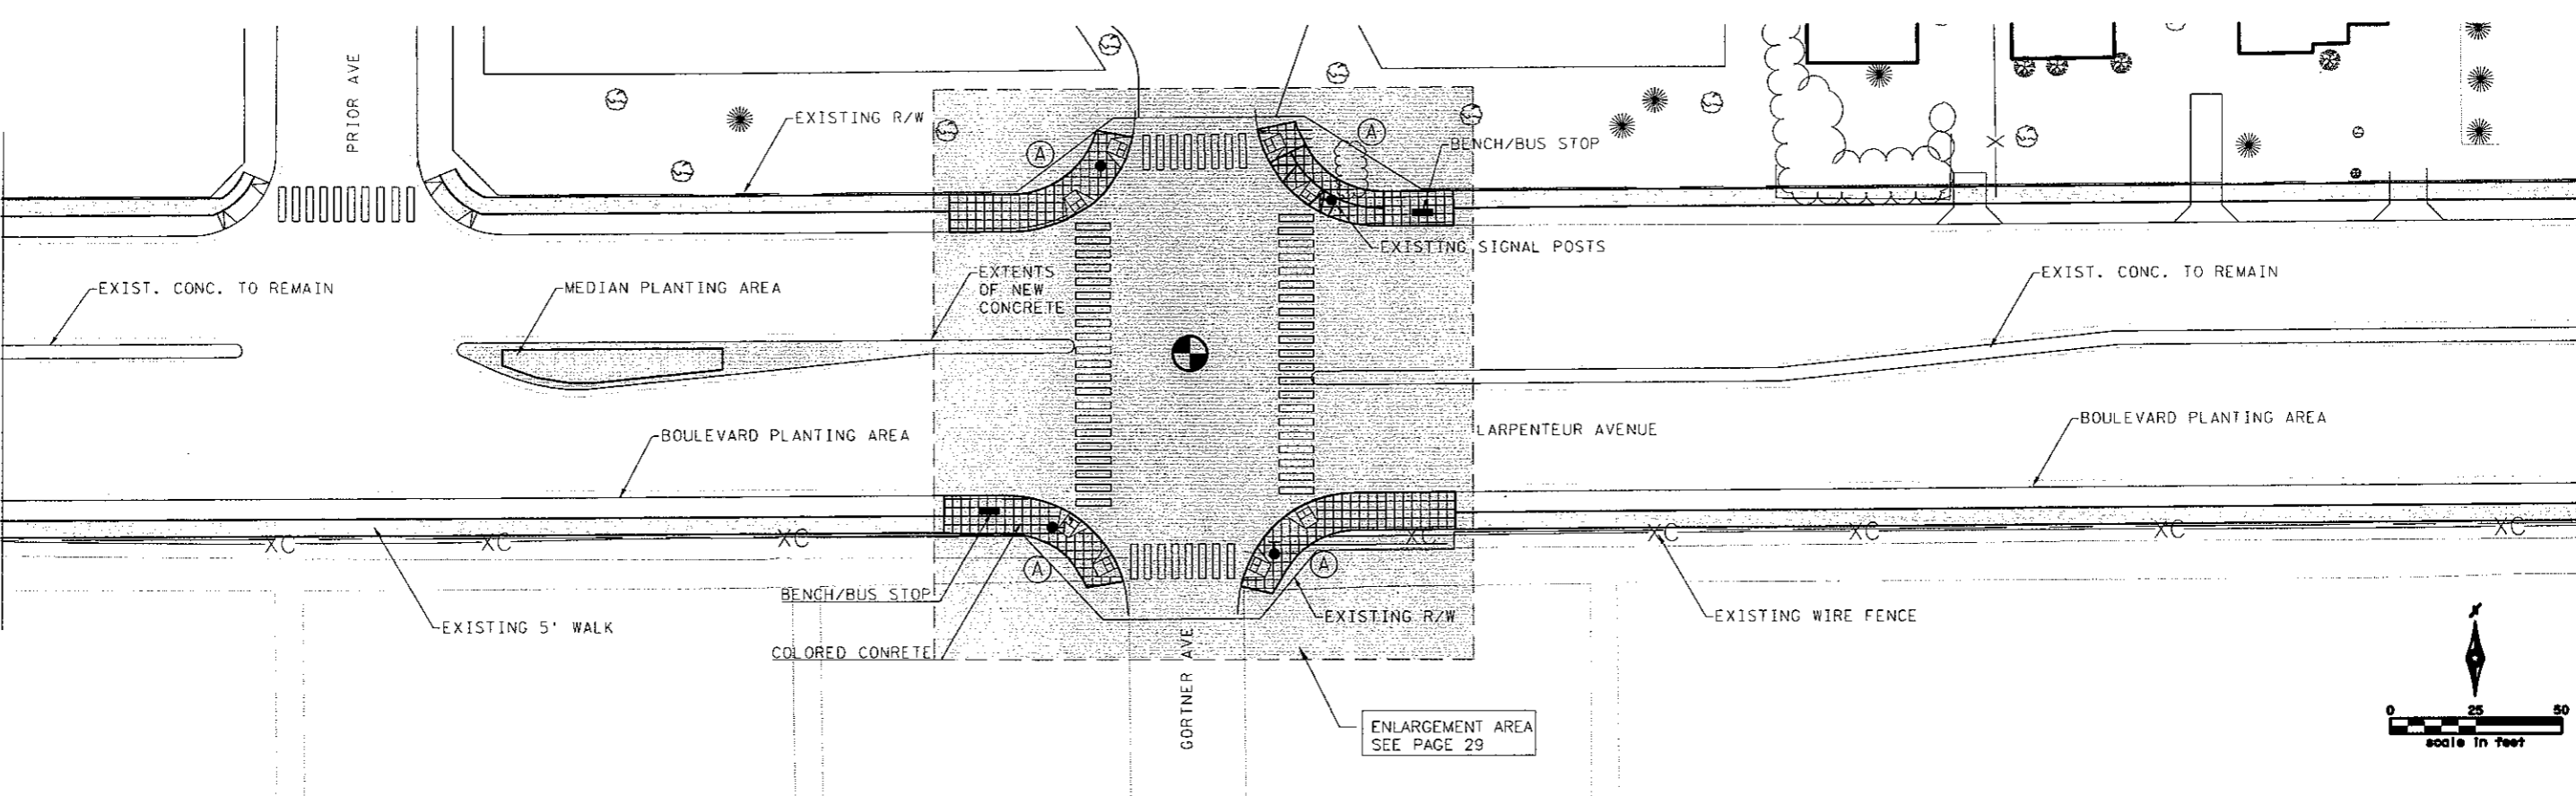 PRIOR AVE
EXISTING R/W
A
A
BENCH/BUS STOP
EXISTING SIGNAL POSTS
EXIST. CONC. TO REMAIN
MEDIAN PLANTING AREA
EXTENTS
OF NEW
CONCRETE
EXIST. CONC. TO REMAIN
BOULEVARD PLANTING AREA
LARPENTEUR AVENUE
BOULEVARD PLANTING AREA
XC
XC
XC
XC
XC
XC
XC
XC
A
A
BENCH/BUS STOP
EXISTING 5' WALK
COLORED CONRETE
EXISTING R/W
EXISTING WIRE FENCE
GORTNER AVE
ENLARGEMENT AREA
SEE PAGE 29
0 25 50
scale in feet